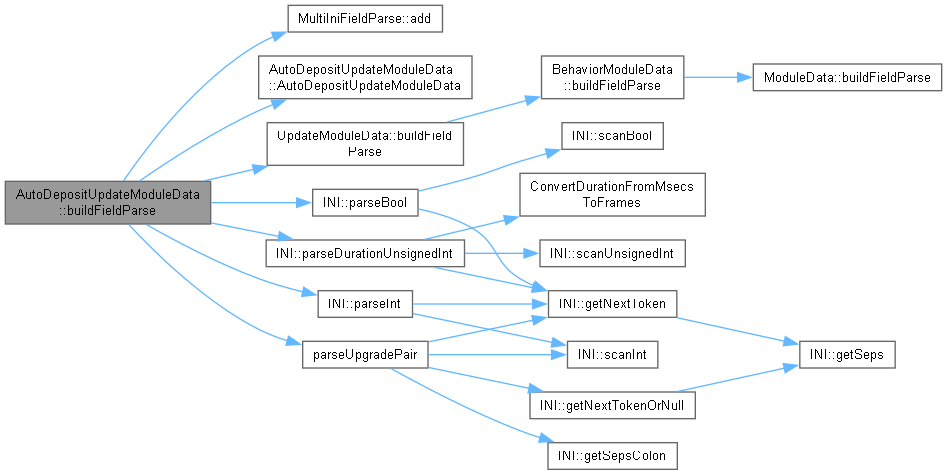 MultiIniFieldParse::add
AutoDepositUpdateModuleData
::AutoDepositUpdateModuleData
BehaviorModuleData
::buildFieldParse
ModuleData::buildFieldParse
UpdateModuleData::buildField
Parse
INI::scanBool
AutoDepositUpdateModuleData
::buildFieldParse
INI::parseBool
ConvertDurationFromMsecs
ToFrames
INI::parseDurationUnsignedInt
INI::scanUnsignedInt
INI::parseInt
INI::getNextToken
parseUpgradePair
INI::scanInt
INI::getSeps
INI::getNextTokenOrNull
INI::getSepsColon